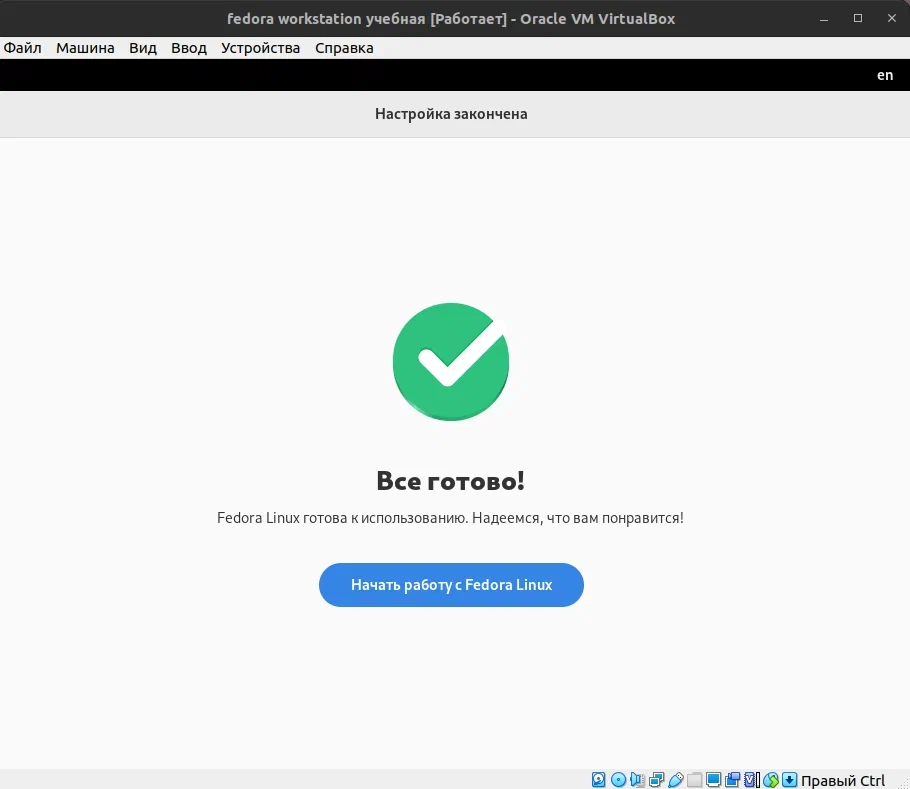 fedora workstation учебная [Работает] - Oracle VM VirtualBox
Файл Машина Вид Ввод Устройства Справка
en
Настройка закончена
Все готово!
Fedora Linux готова к использованию. Надеемся, что вам понравится!
Начать работу с Fedora Linux
Правый Ctrl